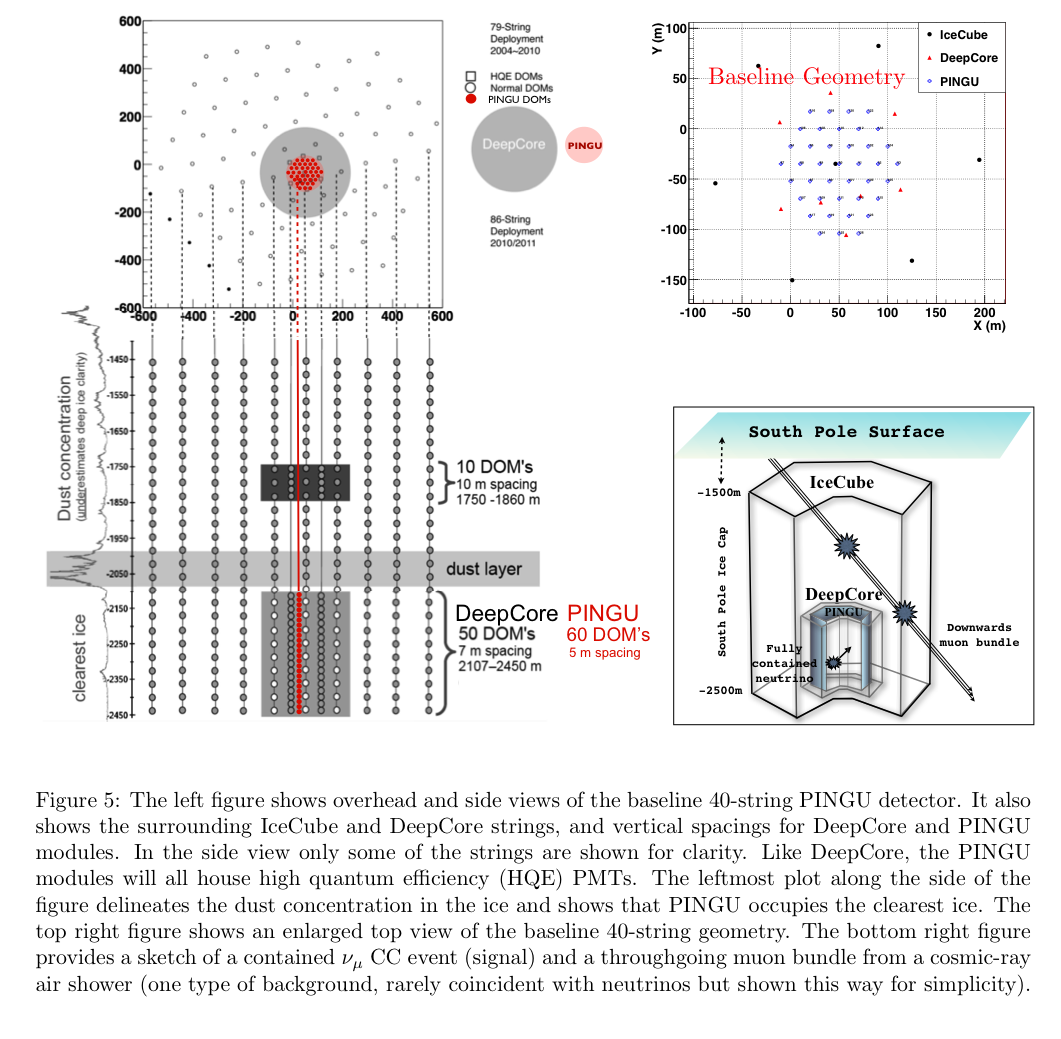 600
400
200
0
-200
-400
-600
-600
-400
-200
0
200
400
600
79-String
Deployment
2004~2010
HQE DOMs
Normal DOMs
PINGU DOMs
DeepCore
PINGU
86-String
Deployment
2010/2011
Dust concentration
(underestimates deep ice clarity)
clearest ice
-1450
-1550
-1650
-1750
-1850
-1950
-2050
-2150
-2250
-2350
-2450
10 DOM's
10 m spacing
1750 -1860 m
dust layer
DeepCore
50 DOM's
7 m spacing
2107–2450 m
PINGU
60 DOM's
5 m spacing
Y (m)
100
50
0
-50
-100
-150
-100
-50
0
50
100
150
200
X (m)
Baseline Geometry
IceCube
DeepCore
PINGU
South Pole Surface
-1500m
IceCube
South Pole Ice Cap
DeepCore
PINGU
Fully
contained
neutrino
Downwards
muon bundle
-2500m
Figure 5: The left figure shows overhead and side views of the baseline 40-string PINGU detector. It also
shows the surrounding IceCube and DeepCore strings, and vertical spacings for DeepCore and PINGU
modules. In the side view only some of the strings are shown for clarity. Like DeepCore, the PINGU
modules will all house high quantum efficiency (HQE) PMTs. The leftmost plot along the side of the
figure delineates the dust concentration in the ice and shows that PINGU occupies the clearest ice. The
top right figure shows an enlarged top view of the baseline 40-string geometry. The bottom right figure
provides a sketch of a contained νμ CC event (signal) and a throughgoing muon bundle from a cosmic-ray
air shower (one type of background, rarely coincident with neutrinos but shown this way for simplicity).